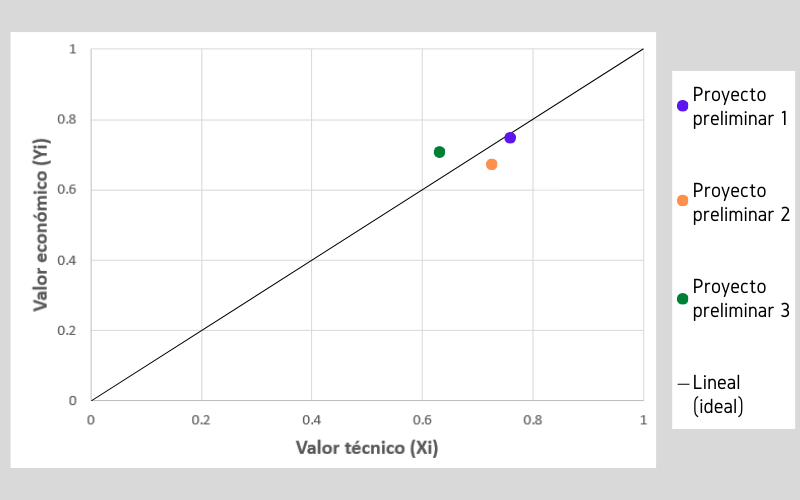 1
0.8
0.6
0.4
0.2
0
Valor económico (Yi)
0
0.2
0.4
0.6
0.8
1
Valor técnico (Xi)
Proyecto
preliminar 1
Proyecto
preliminar 2
Proyecto
preliminar 3
Lineal
(ideal)